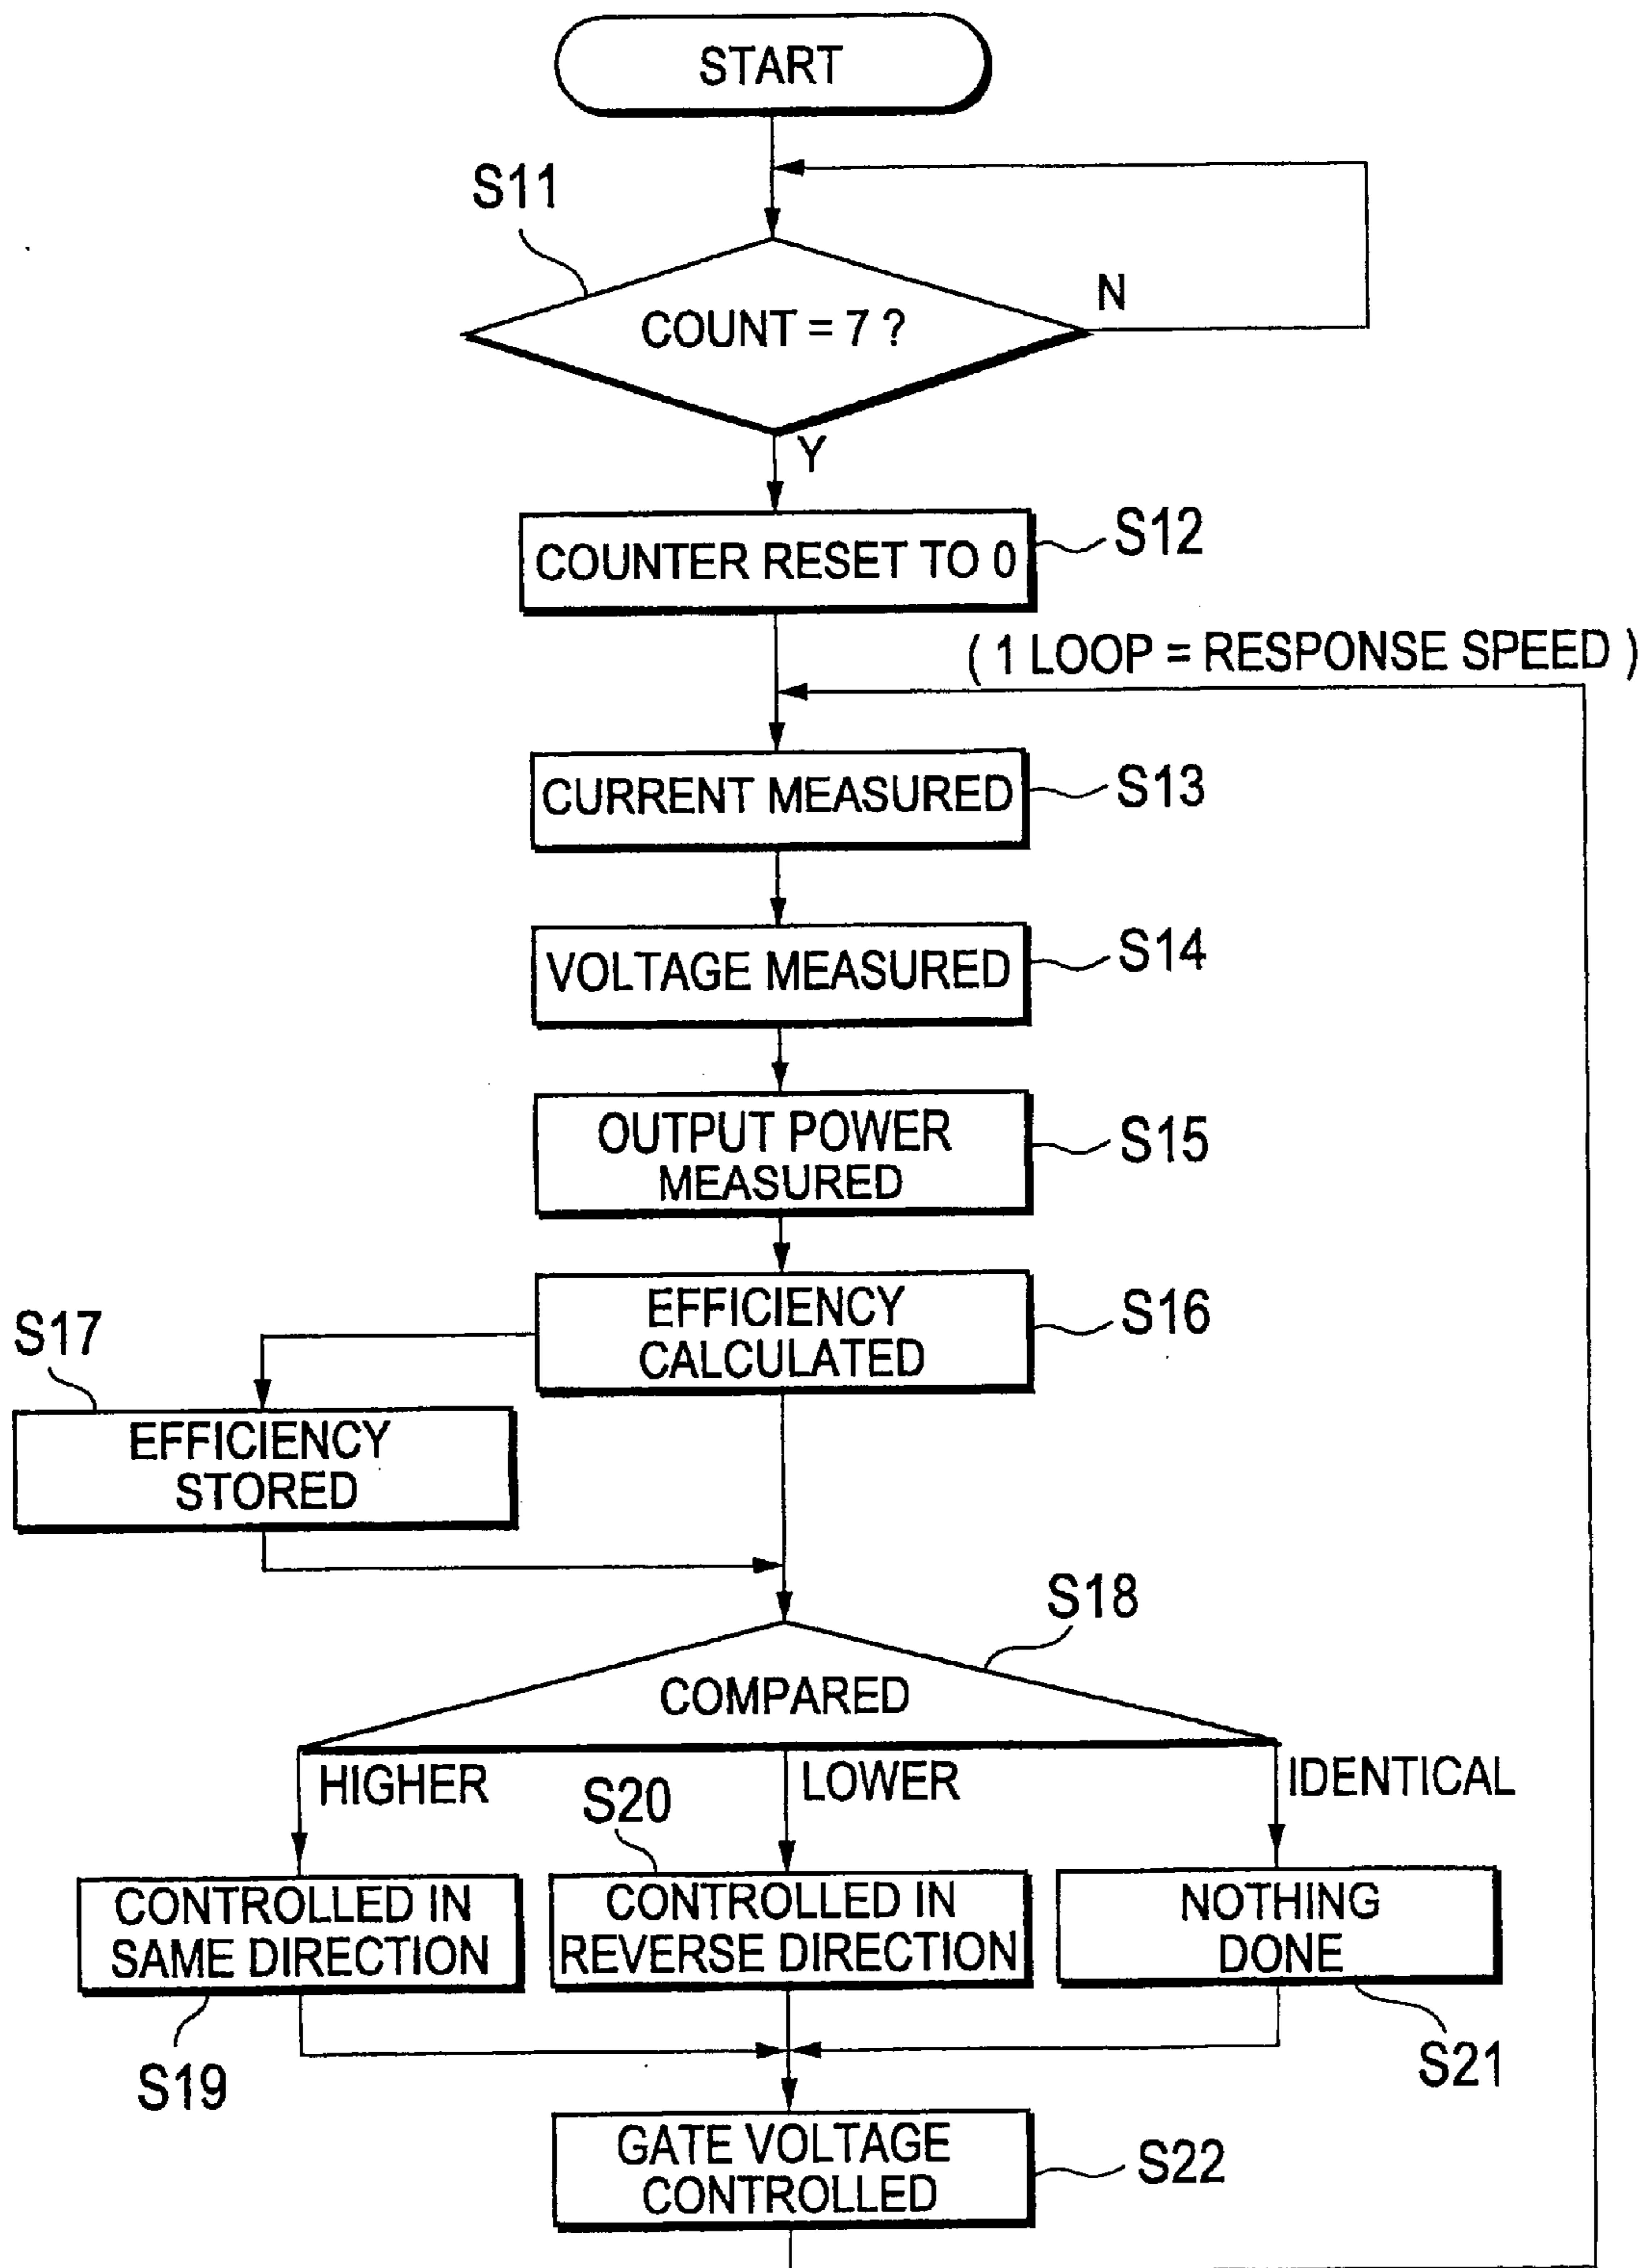 START
S11
N
COUNT = 7 ?
Y
S12
COUNTER RESET TO 0
( 1 LOOP = RESPONSE SPEED )
S13
CURRENT MEASURED
S14
VOLTAGE MEASURED
S15
OUTPUT POWER
MEASURED
S16
EFFICIENCY
CALCULATED
S17
EFFICIENCY
STORED
S18
COMPARED
HIGHER
LOWER
IDENTICAL
S20
CONTROLLED IN
SAME DIRECTION
CONTROLLED IN
REVERSE DIRECTION
NOTHING
DONE
S19
S21
GATE VOLTAGE
CONTROLLED
S22